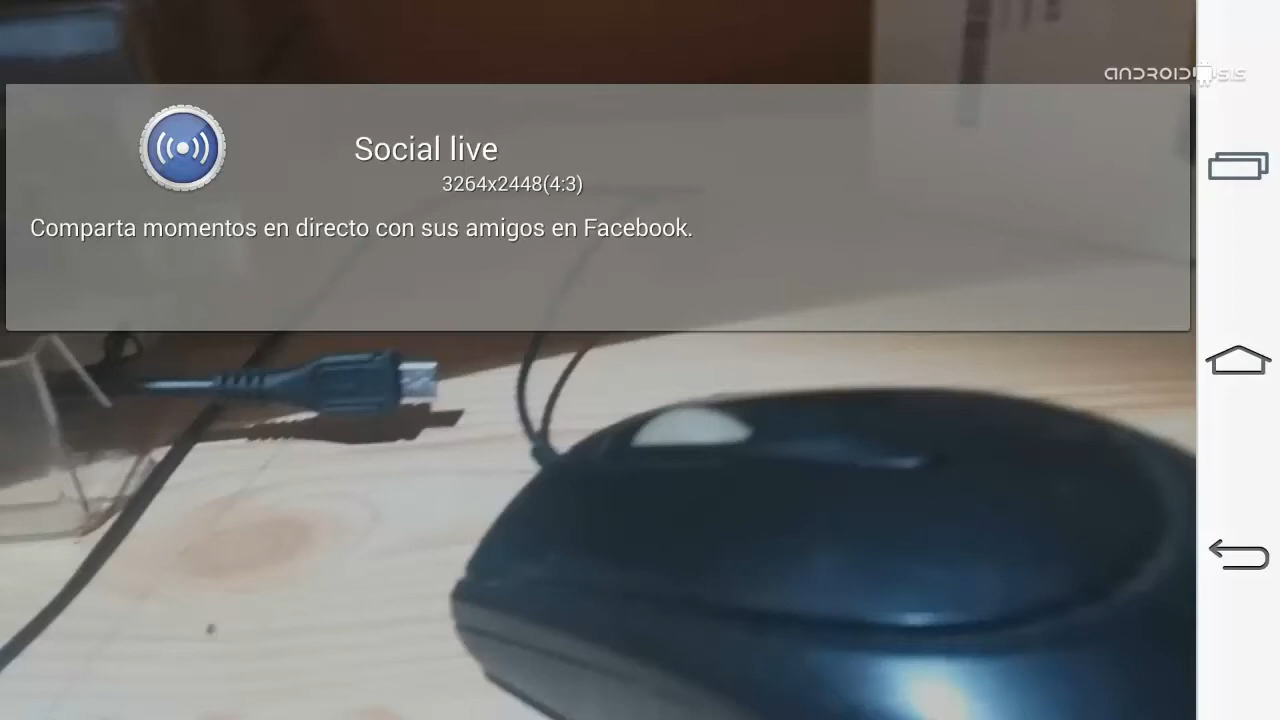 ANDROIDSIS
Social live
3264x2448(4:3)
Comparta momentos en directo con sus amigos en Facebook.